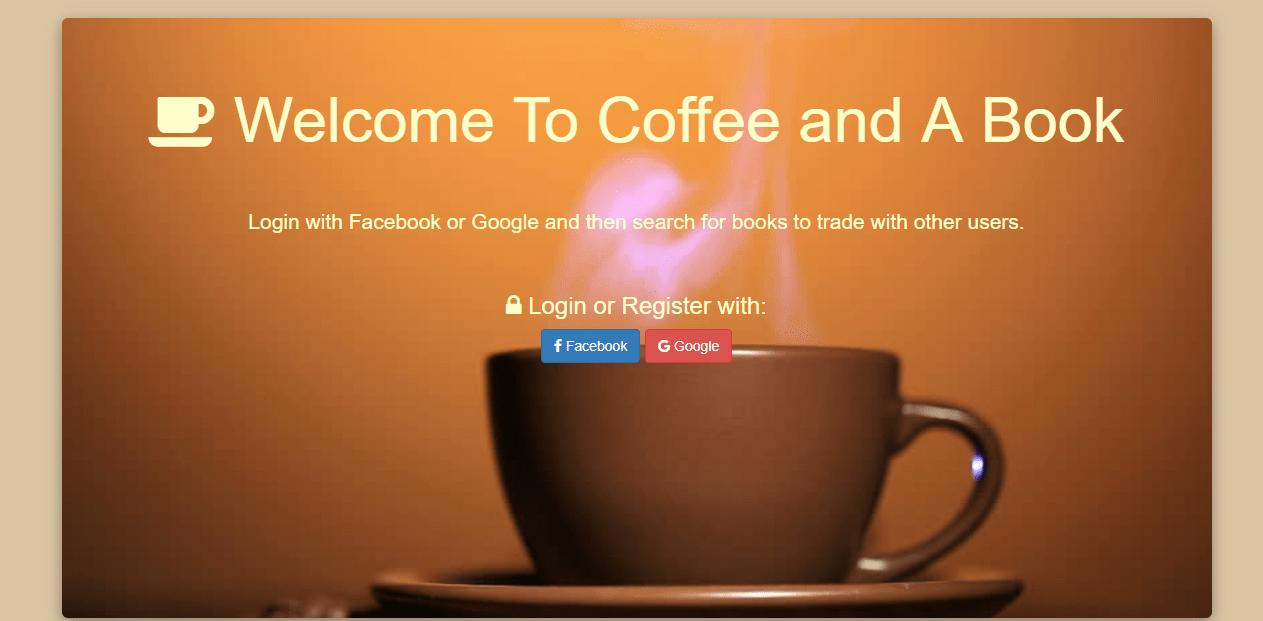 Welcome To Coffee and A Book
Login with Facebook or Google and then search for books to trade with other users.
Login or Register with:
Facebook Google